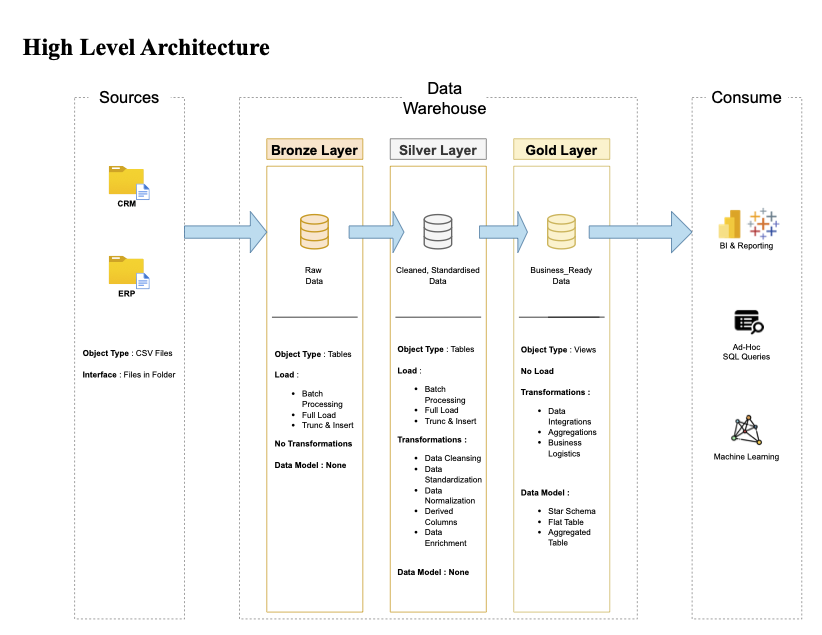 High Level Architecture
Sources
CRM
ERP
Object Type : CSV Files
Interface : Files in Folder
Data
Warehouse
Bronze Layer
Raw
Data
Object Type : Tables
Load :
• Batch
Processing
• Full Load
• Trunc & Insert
No Transformations
Data Model : None
Silver Layer
Cleaned, Standardised
Data
Object Type : Tables
Load :
• Batch
Processing
• Full Load
• Trunc & Insert
Transformations :
• Data Cleansing
• Data
Standardization
• Data
Normalization
• Derived
Columns
• Data
Enrichment
Data Model : None
Gold Layer
Business_Ready
Data
Object Type : Views
No Load
Transformations :
• Data
Integrations
• Aggregations
• Business
Logistics
Data Model :
• Star Schema
• Flat Table
• Aggregated
Table
Consume
BI & Reporting
Ad-Hoc
SQL Queries
Machine Learning